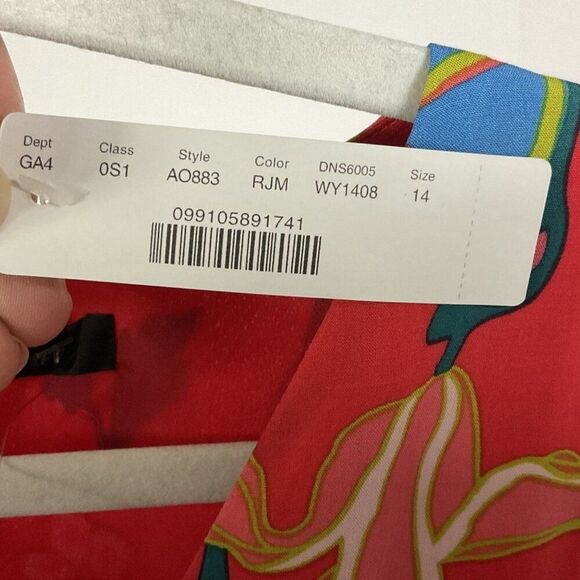 Dept Class Style Color DNS6005 Size
GA4 0S1 AO883 RJM WY1408 14
099105891741